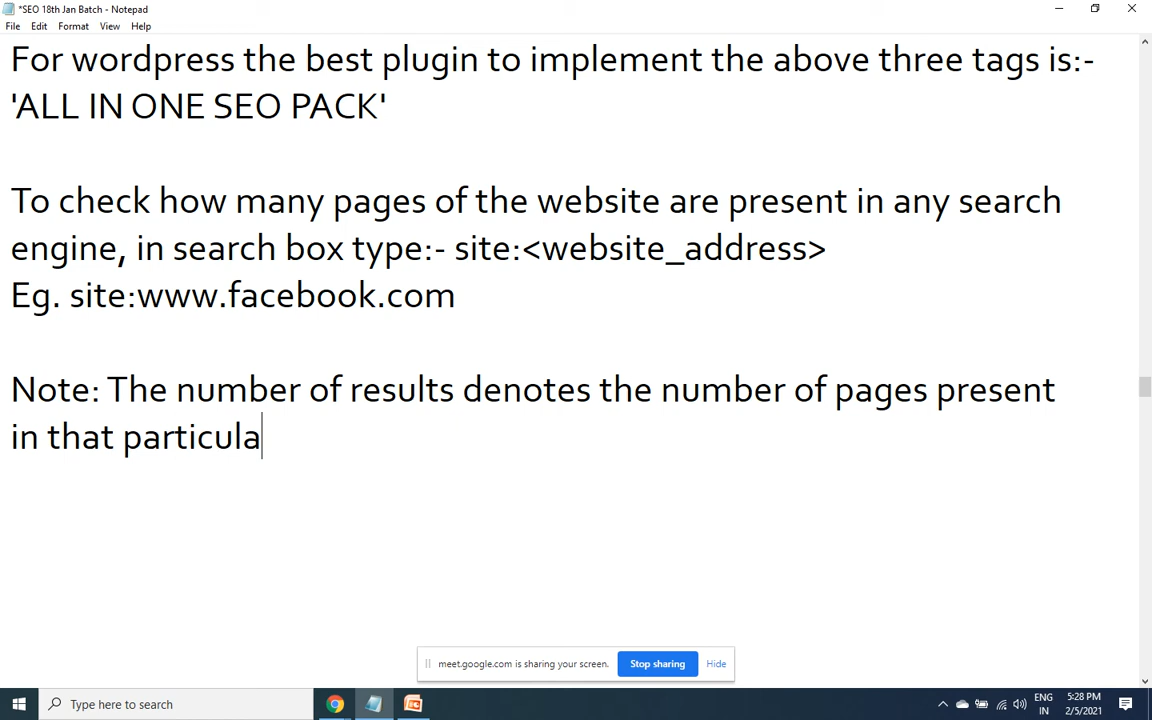 *SEO 18th Jan Batch - Notepad
File Edit Format View Help
For wordpress the best plugin to implement the above three tags is:-
'ALL IN ONE SEO PACK'
To check how many pages of the website are present in any search
engine, in search box type:- site:<website_address>
Eg. site:www.facebook.com
Note: The number of results denotes the number of pages present
in that particula
meet.google.com is sharing your screen. Stop sharing Hide
Type here to search
ENG
IN
5:28 PM
2/5/2021